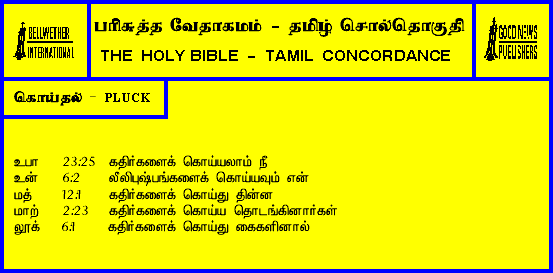 BELLWETHER
INTERNATIONAL
பரிசுத்த வேதாகமம் - தமிழ் சொல்தொகுதி
THE HOLY BIBLE - TAMIL CONCORDANCE
GOOD NEWS
PUBLISHERS
கொய்தல் - PLUCK
உபா 23:25 கதிர்களைக் கொய்யலாம் நீ
உன் 6:2 லீலிபுஷ்பங்களைக் கொய்யவும் என்
மத் 12:1 கதிர்களைக் கொய்து தின்ன
மாற் 2:23 கதிர்களைக் கொய்ய தொடங்கினார்கள்
லூக் 6:1 கதிர்களைக் கொய்து கைகளினால்